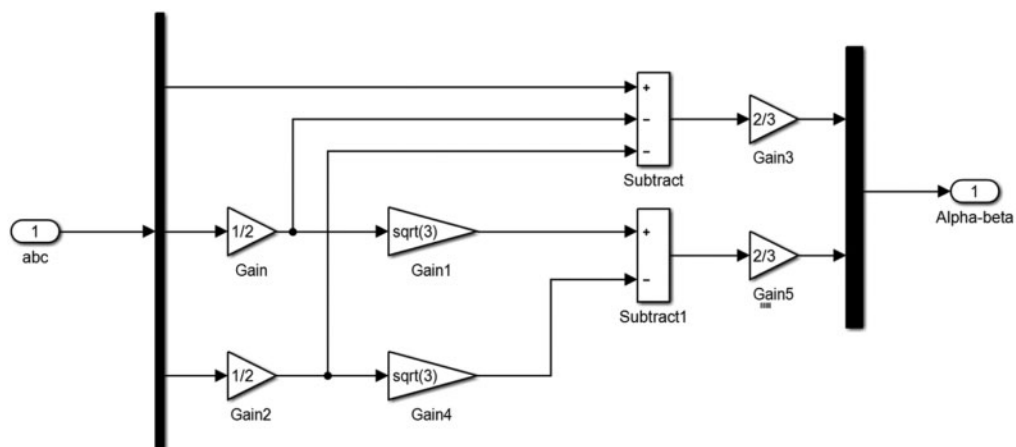 +
−
−
Subtract
2/3
Gain3
1
abc
1/2
Gain
sqrt(3)
Gain1
+
−
Subtract1
2/3
Gain5
1
Alpha-beta
1/2
Gain2
sqrt(3)
Gain4